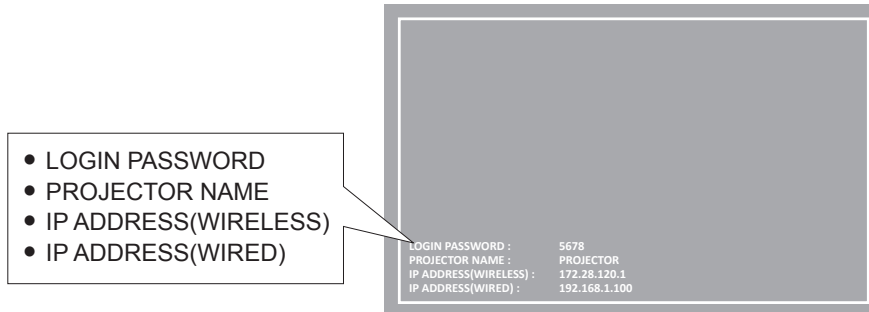 ● LOGIN PASSWORD
● PROJECTOR NAME
● IP ADDRESS(WIRELESS)
● IP ADDRESS(WIRED)
LOGIN PASSWORD : 5678
PROJECTOR NAME : PROJECTOR
IP ADDRESS(WIRELESS) : 172.28.120.1
IP ADDRESS(WIRED) : 192.168.1.100